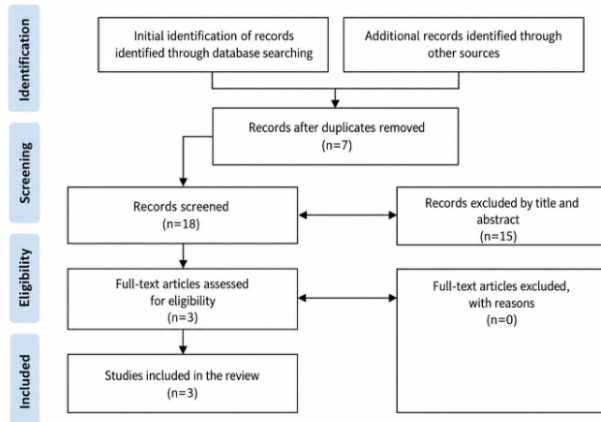 Identification
Initial identification of records
identified through database searching
Additional records identified through
other sources
Records after duplicates removed
(n=7)
Screening
Records screened
(n=18)
Records excluded by title and
abstract
(n=15)
Eligibility
Full-text articles assessed
for eligibility
(n=3)
Full-text articles excluded,
with reasons
(n=0)
Included
Studies included in the review
(n=3)